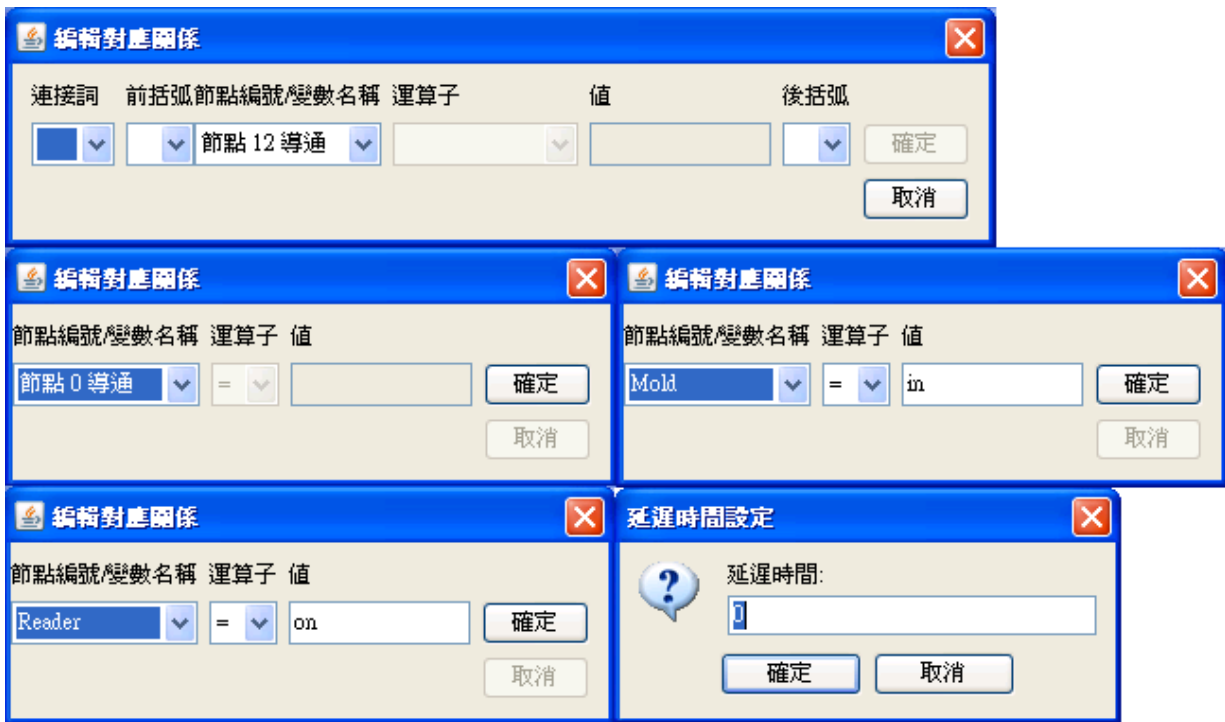 編輯對應關係
連接詞 前括弧 節點編號/變數名稱 運算子 值 後括弧
節點 12 導通 確定
取消
編輯對應關係
節點編號/變數名稱 運算子 值
節點 0 導通 = 確定
取消
編輯對應關係
節點編號/變數名稱 運算子 值
Mold = in 確定
取消
編輯對應關係
節點編號/變數名稱 運算子 值
Reader = on 確定
取消
延遲時間設定
延遲時間:
0
確定 取消